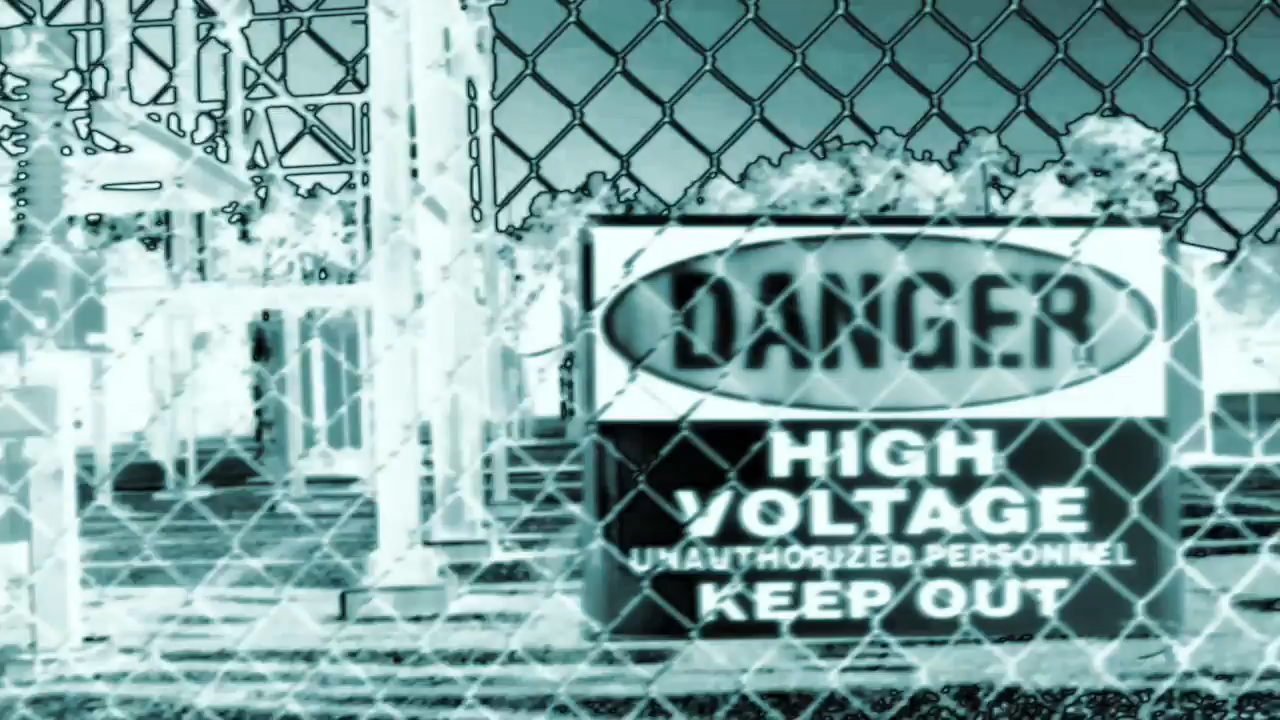 DANGER
HIGH
VOLTAGE
UNAUTHORIZED PERSONNEL
KEEP OUT